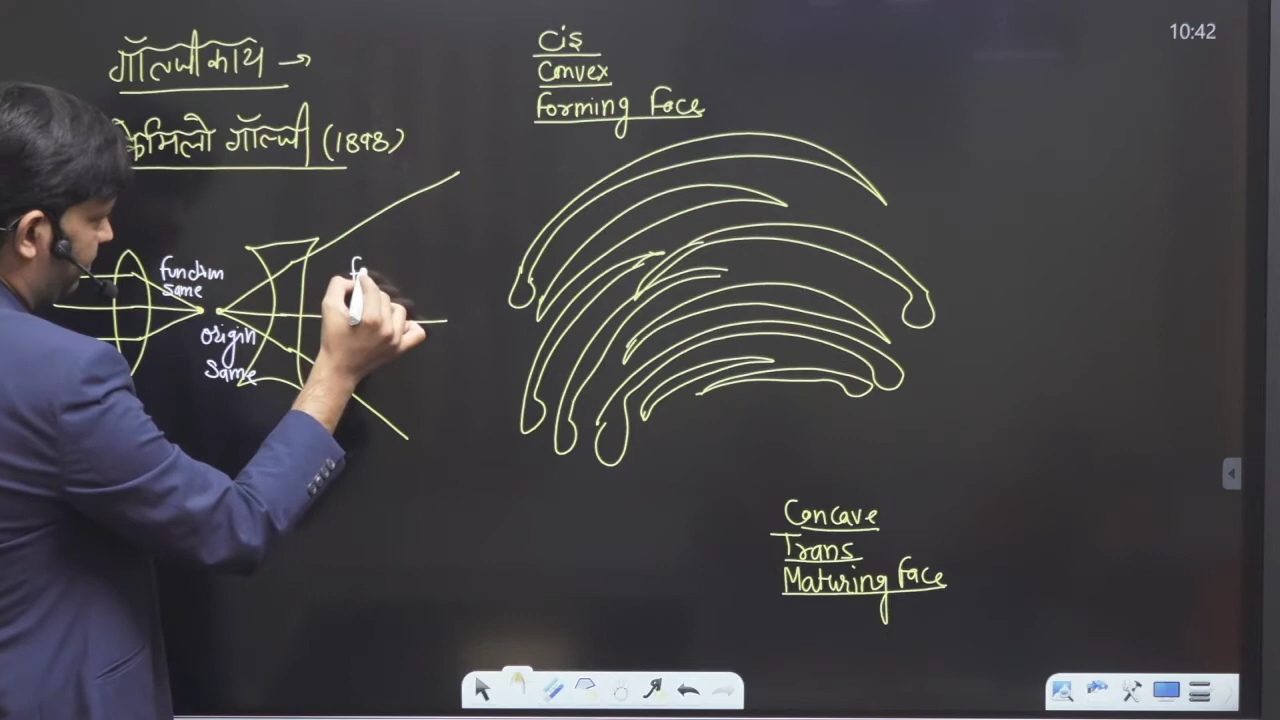 गॉल्जीकाय →
केमिलो गॉल्जी (1898)
function
same
origin
same
f
Cis
Convex
forming face
Concave
Trans
Maturing face
10:42